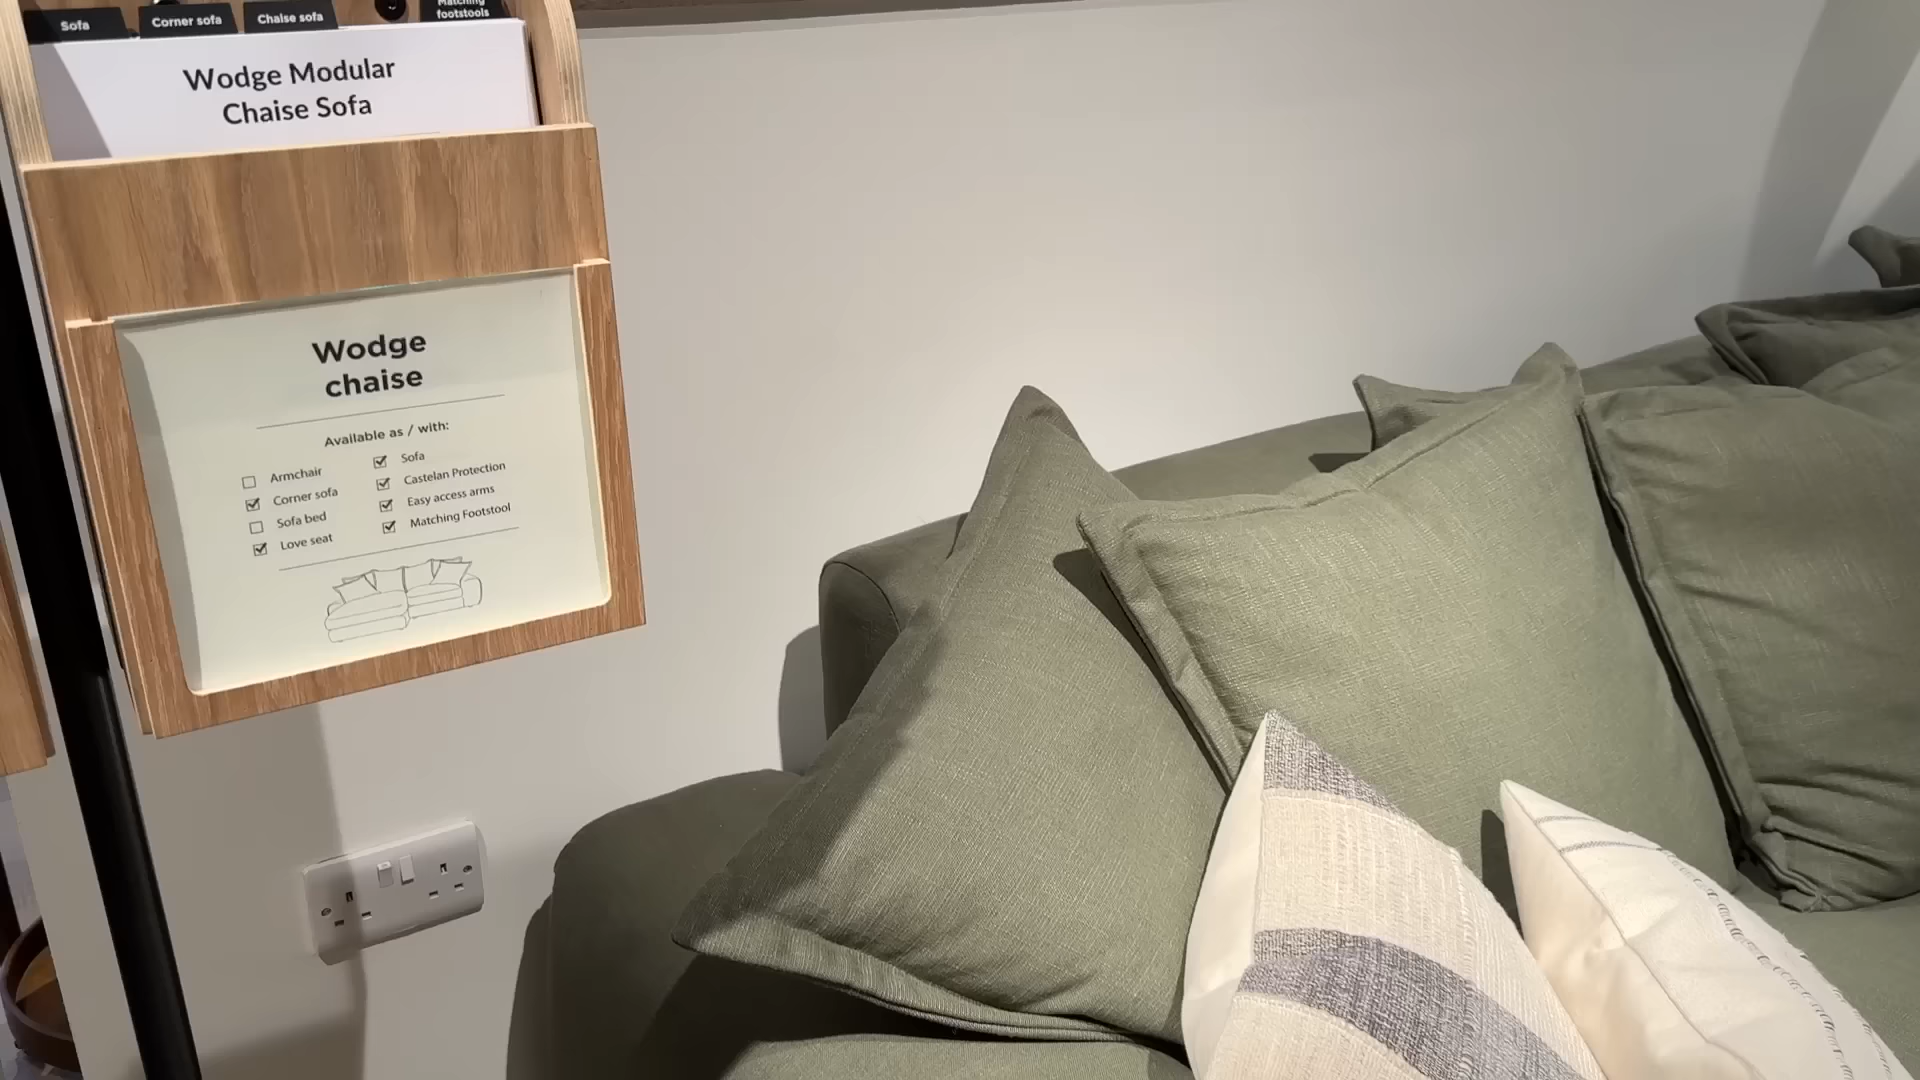 Sofa
Corner sofa
Chaise sofa
Matching
footstools
Wodge Modular
Chaise Sofa
Wodge
chaise
Available as / with:
Armchair
Corner sofa
Sofa bed
Love seat
Sofa
Castelan Protection
Easy access arms
Matching Footstool